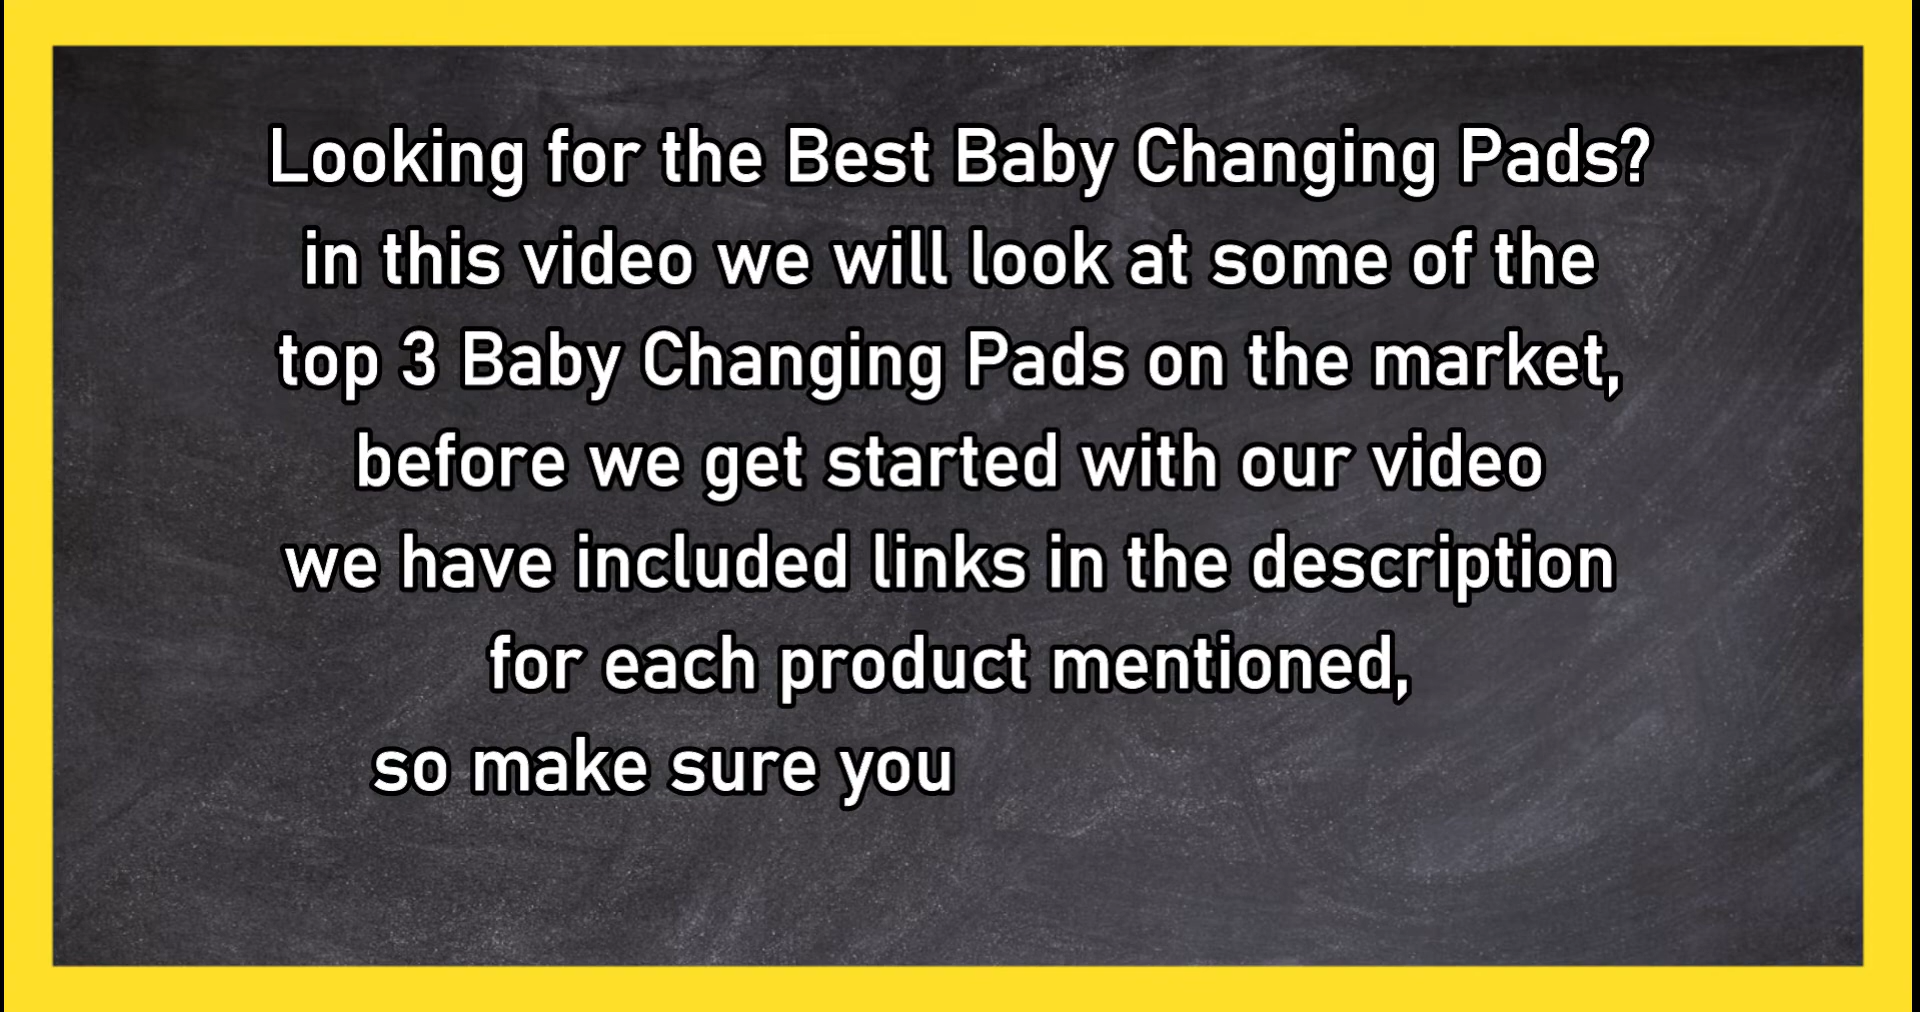 Looking for the Best Baby Changing Pads?
in this video we will look at some of the
top 3 Baby Changing Pads on the market,
before we get started with our video
we have included links in the description
for each product mentioned,
so make sure you